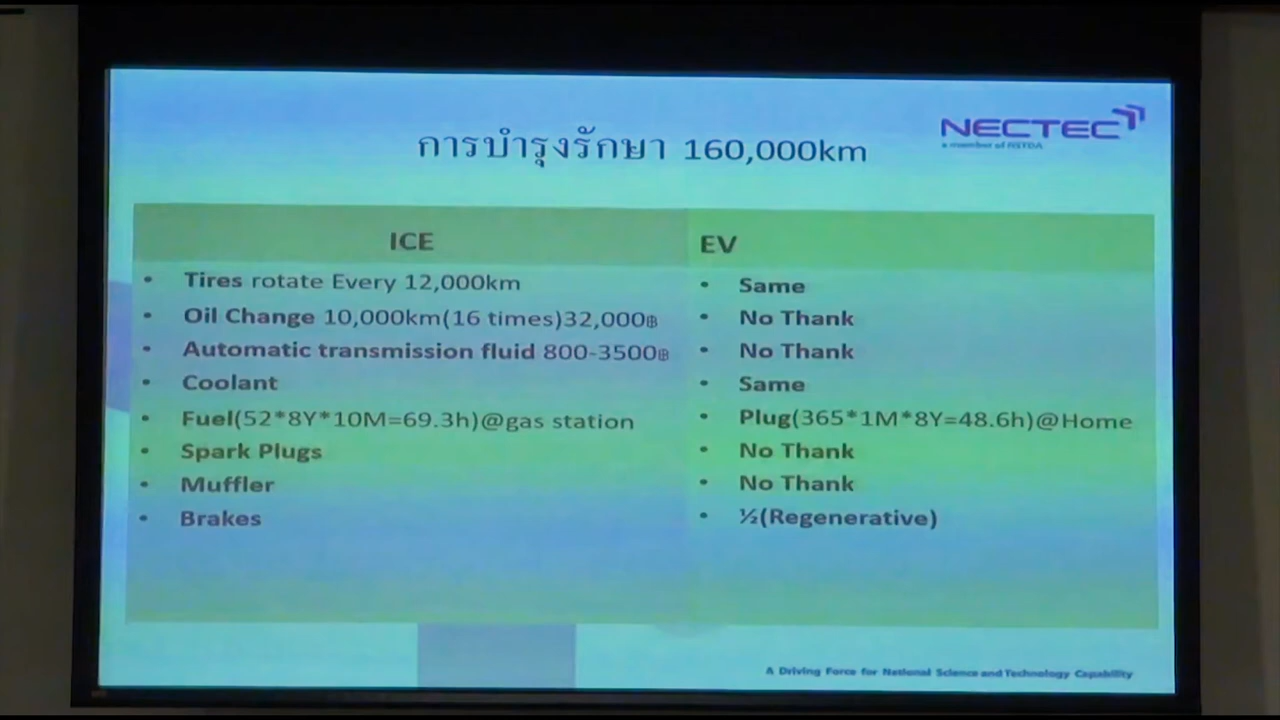 NECTEC
a member of NSTDA
การบำรุงรักษา 160,000km
ICE
EV
• Tires rotate Every 12,000km
• Same
• Oil Change 10,000km(16 times)32,000฿
• No Thank
• Automatic transmission fluid 800-3500฿
• No Thank
• Coolant
• Same
• Fuel(52*8Y*10M=69.3h)@gas station
• Plug(365*1M*8Y=48.6h)@Home
• Spark Plugs
• No Thank
• Muffler
• No Thank
• Brakes
• ½(Regenerative)
A Driving Force for National Science and Technology Capability